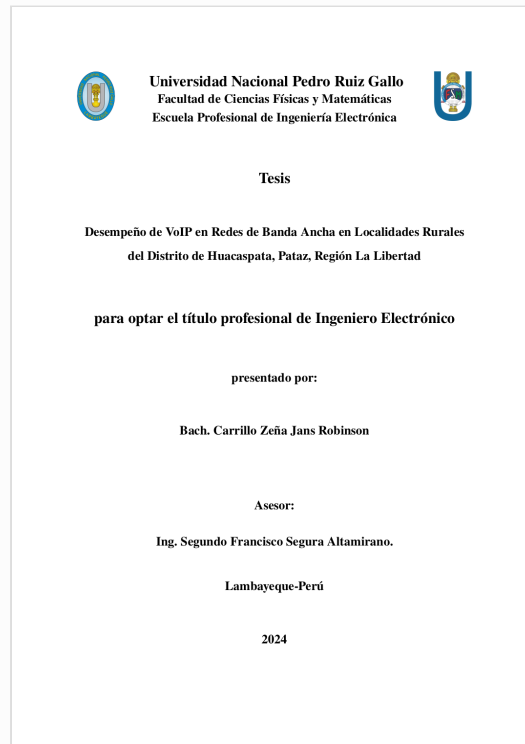 Universidad Nacional Pedro Ruiz Gallo
Facultad de Ciencias Físicas y Matemáticas
Escuela Profesional de Ingeniería Electrónica
Tesis
Desempeño de VoIP en Redes de Banda Ancha en Localidades Rurales
del Distrito de Huacaspata, Pataz, Región La Libertad
para optar el título profesional de Ingeniero Electrónico
presentado por:
Bach. Carrillo Zeña Jans Robinson
Asesor:
Ing. Segundo Francisco Segura Altamirano.
Lambayeque-Perú
2024